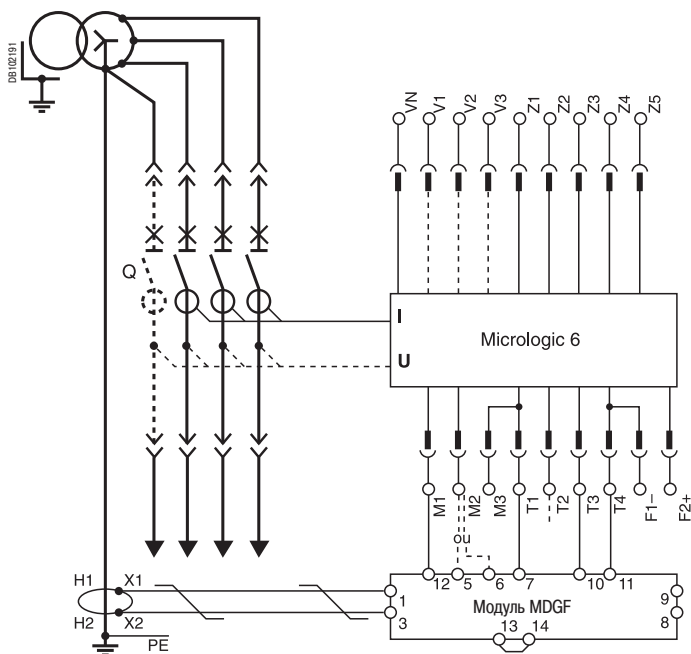 DB102191
VN V1 V2 V3 Z1 Z2 Z3 Z4 Z5
Q
I
Micrologic 6
U
M1 M2 M3 T1 T2 T3 T4 F1– F2+
ou
12 5 6 7 10 11
H1 X1
1 Модуль MDGF 9
H2 X2
3 8
13 14
PE